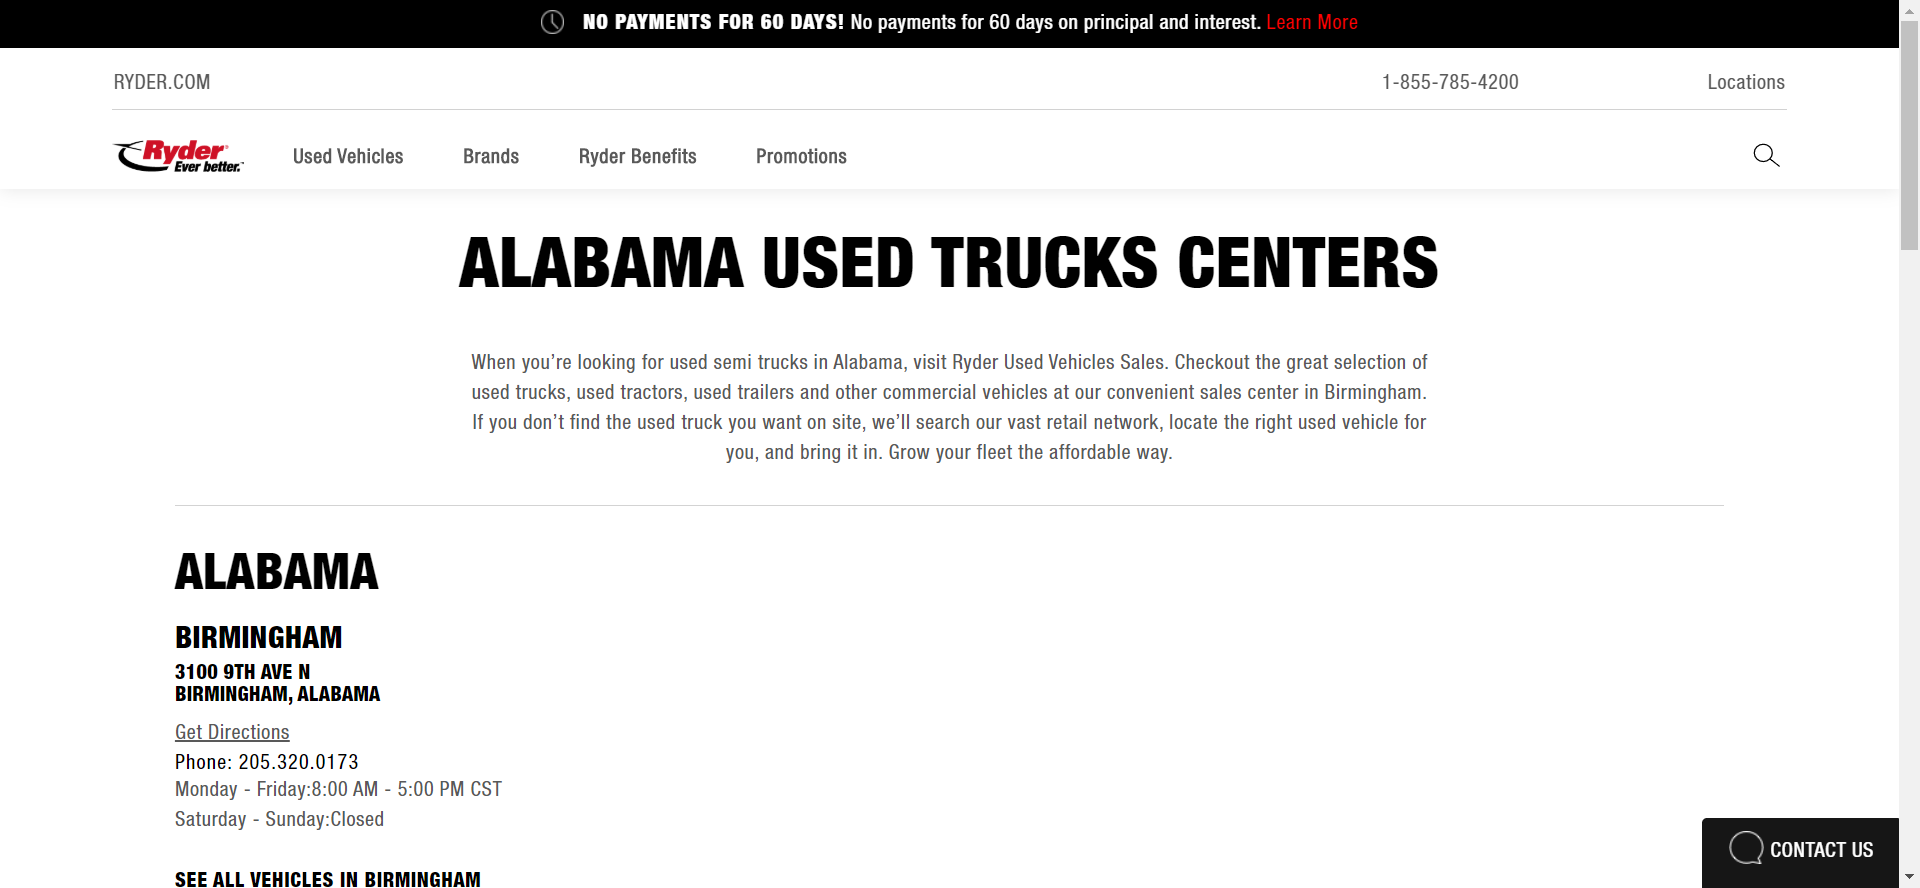 NO PAYMENTS FOR 60 DAYS! No payments for 60 days on principal and interest. Learn More
RYDER.COM
1-855-785-4200
Locations
Ryder
Ever better.™
Used Vehicles
Brands
Ryder Benefits
Promotions
ALABAMA USED TRUCKS CENTERS
When you’re looking for used semi trucks in Alabama, visit Ryder Used Vehicles Sales. Checkout the great selection of
used trucks, used tractors, used trailers and other commercial vehicles at our convenient sales center in Birmingham.
If you don’t find the used truck you want on site, we’ll search our vast retail network, locate the right used vehicle for
you, and bring it in. Grow your fleet the affordable way.
ALABAMA
BIRMINGHAM
3100 9TH AVE N
BIRMINGHAM, ALABAMA
Get Directions
Phone: 205.320.0173
Monday - Friday:8:00 AM - 5:00 PM CST
Saturday - Sunday:Closed
SEE ALL VEHICLES IN BIRMINGHAM
CONTACT US